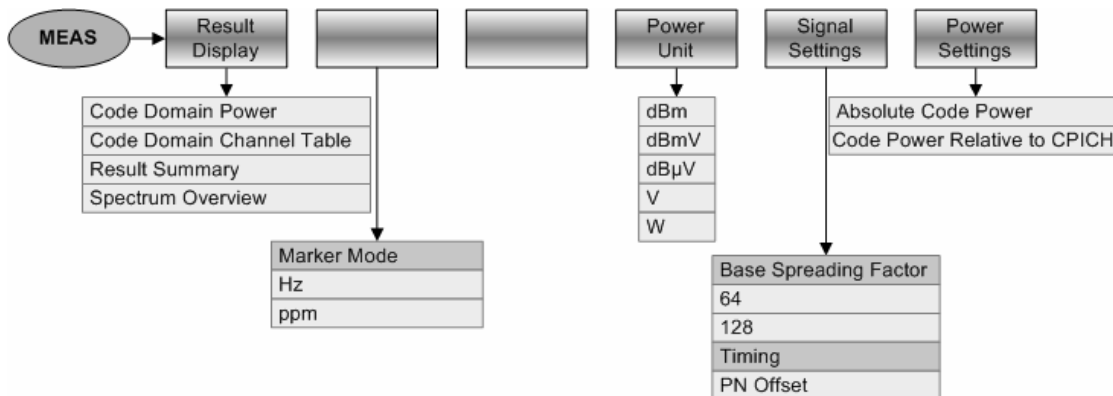 MEAS
Result
Display
Power
Unit
Signal
Settings
Power
Settings
Code Domain Power
Code Domain Channel Table
Result Summary
Spectrum Overview
Marker Mode
Hz
ppm
dBm
dBmV
dBµV
V
W
Base Spreading Factor
64
128
Timing
PN Offset
Absolute Code Power
Code Power Relative to CPICH